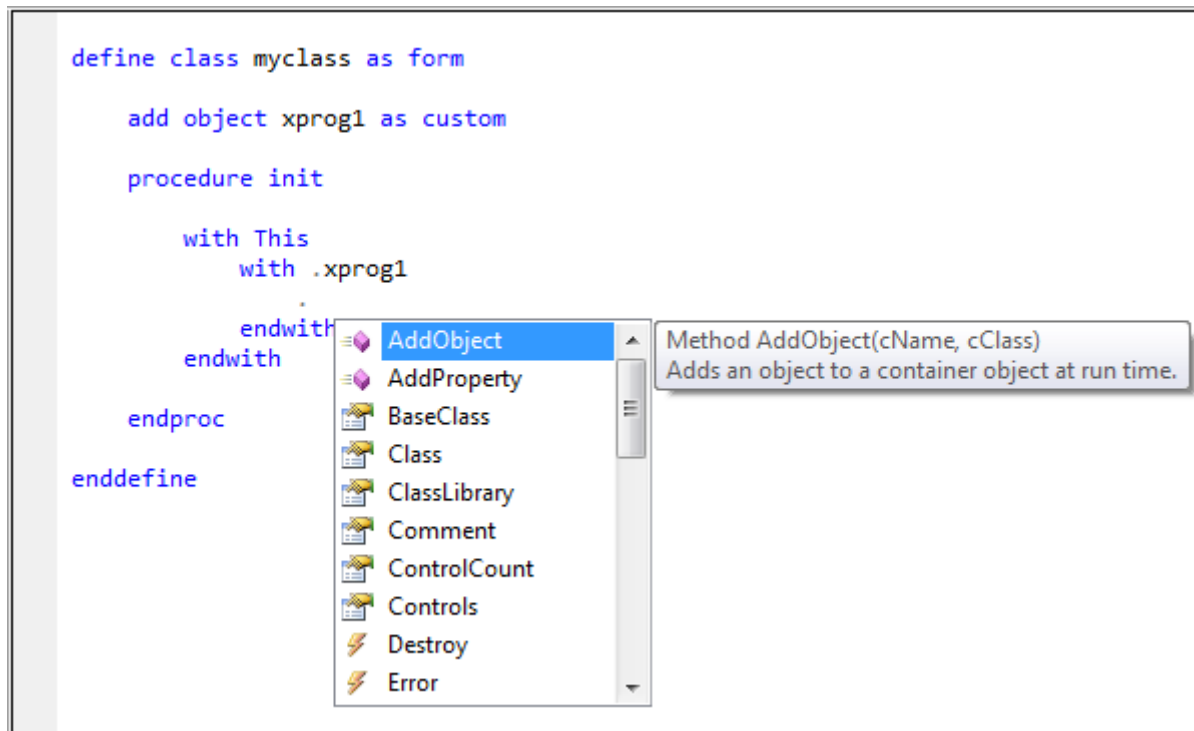 define class myclass as form
add object xprog1 as custom
procedure init
with This
with .xprog1
.
endwith
endwith
endproc
enddefine
AddObject
AddProperty
BaseClass
Class
ClassLibrary
Comment
ControlCount
Controls
Destroy
Error
Method AddObject(cName, cClass)
Adds an object to a container object at run time.